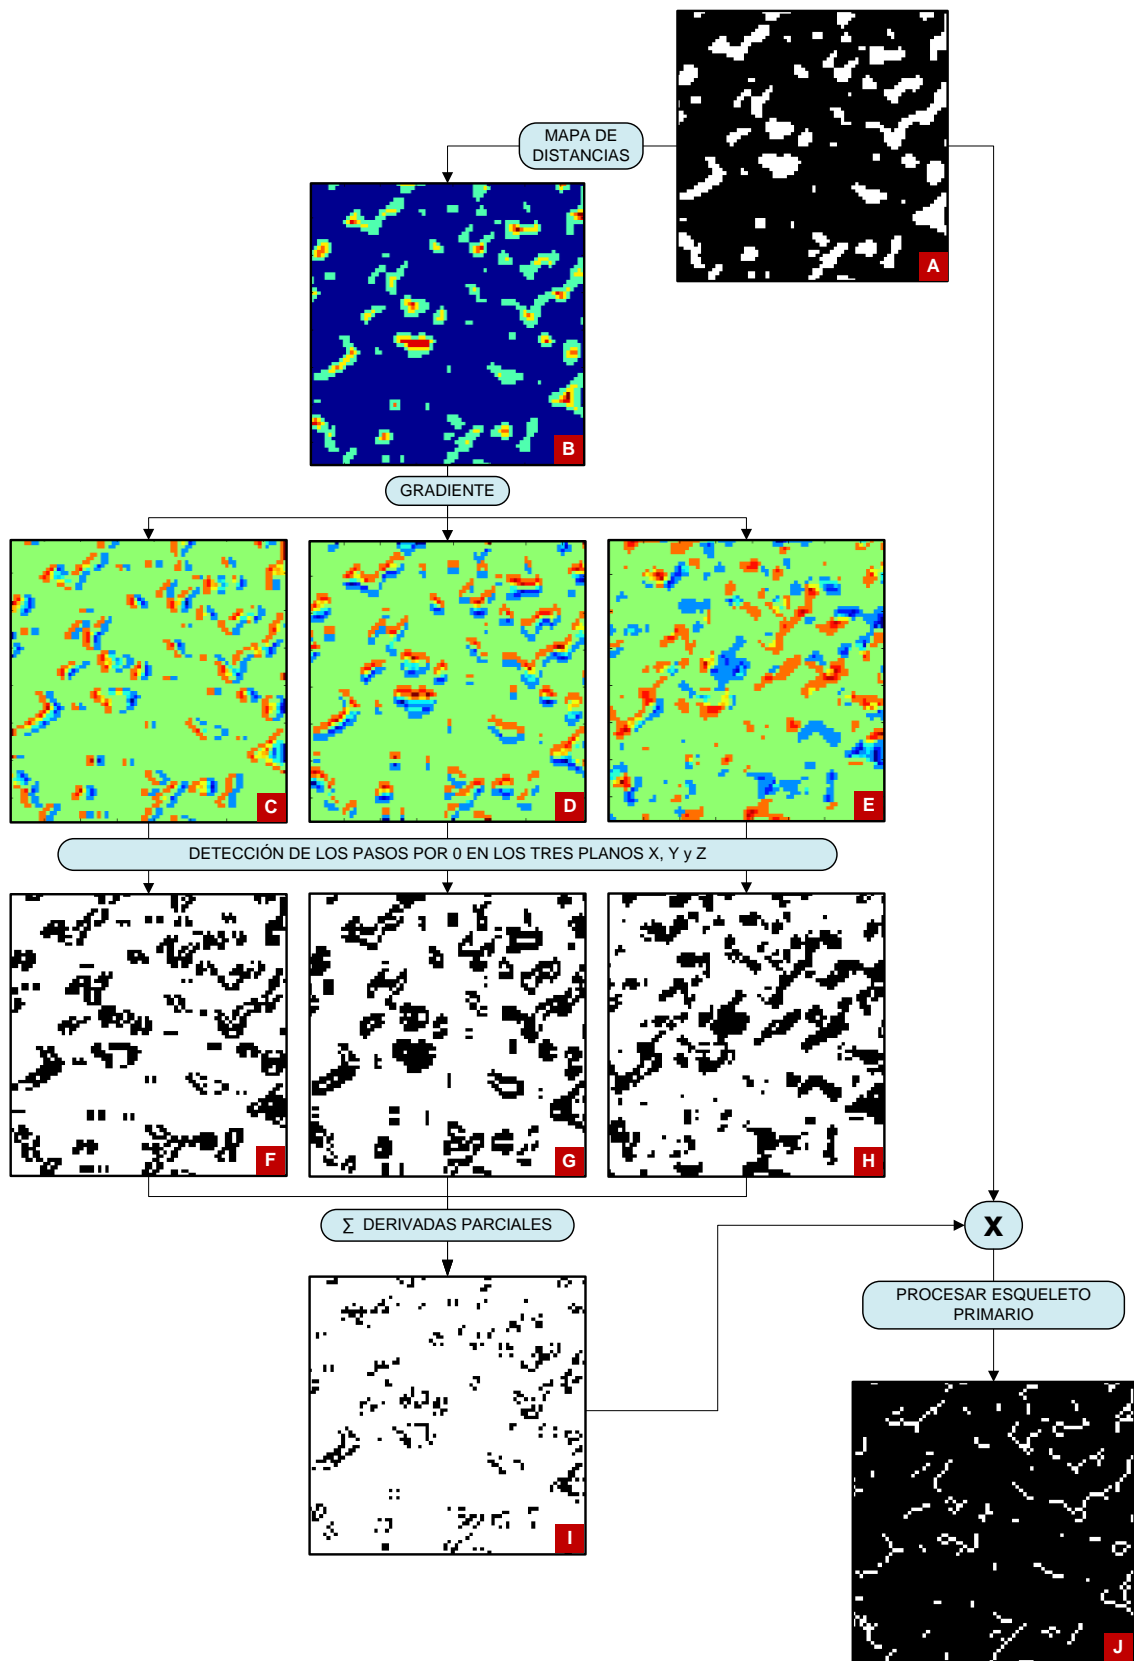 MAPA DE
DISTANCIAS
A
B
GRADIENTE
C
D
E
DETECCIÓN DE LOS PASOS POR 0 EN LOS TRES PLANOS X, Y y Z
F
G
H
∑ DERIVADAS PARCIALES
X
PROCESAR ESQUELETO
PRIMARIO
I
J